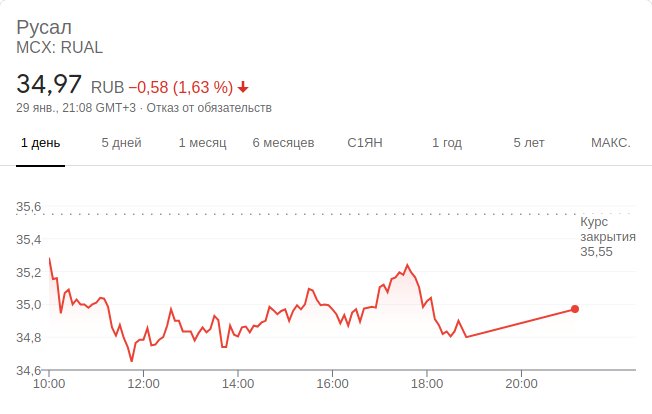 Русал
MCX: RUAL
34,97 RUB −0,58 (1,63 %)
29 янв., 21:08 GMT+3 · Отказ от обязательств
1 день 5 дней 1 месяц 6 месяцев С1ЯН 1 год 5 лет МАКС.
35,6
Курс
35,4 закрытия
35,55
35,2
35,0
34,8
34,6
10:00 12:00 14:00 16:00 18:00 20:00